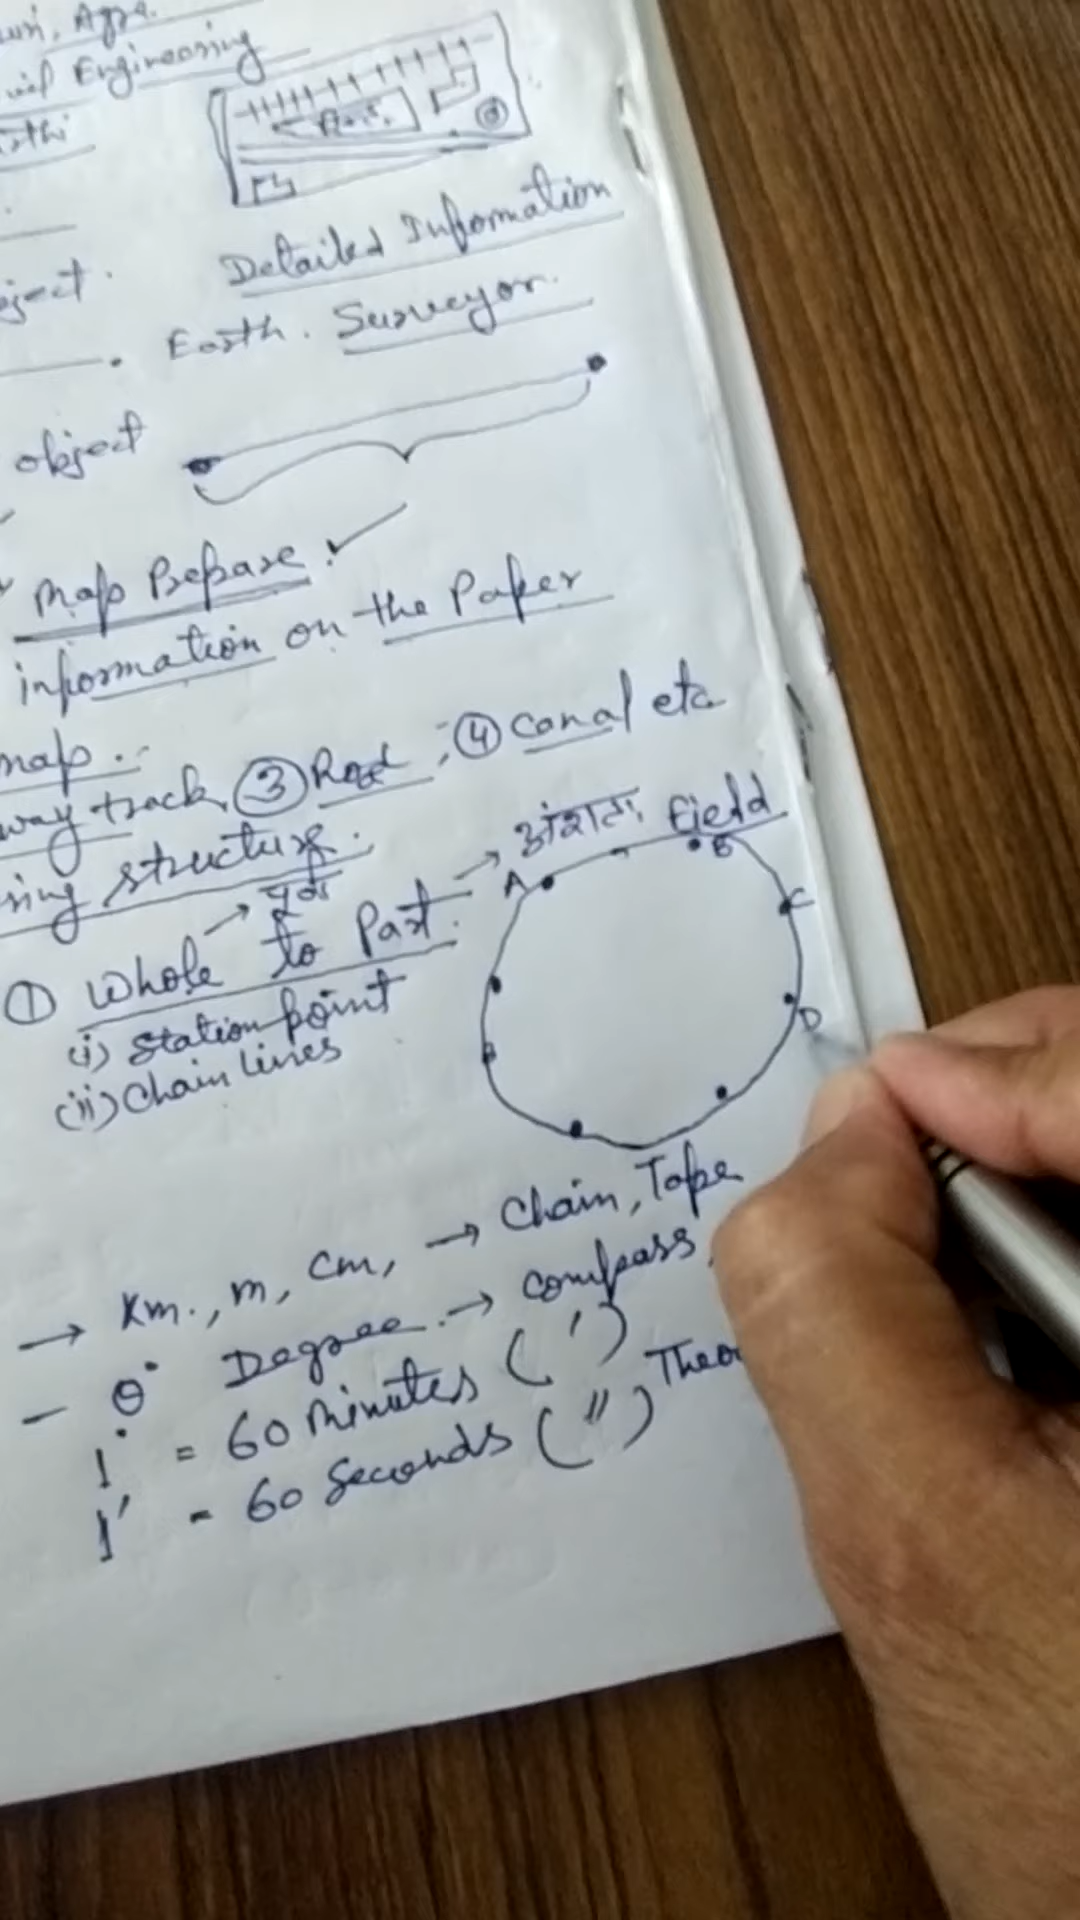 Agra.
Engineering
Detailed Information
Earth. Surveyor.
object
Map Prepare.
information on the Paper
map.
way track, ③ Road, ④ Canal etc
structure.
पूर्ण
अंशतः Field
① Whole to Part.
(i) Station point
(ii) Chain lines
A B C D
→ Km., m, cm, → Chain, Tape
- θ° Degree. → Compass,
1° = 60 Minutes (')
1' = 60 Seconds (")